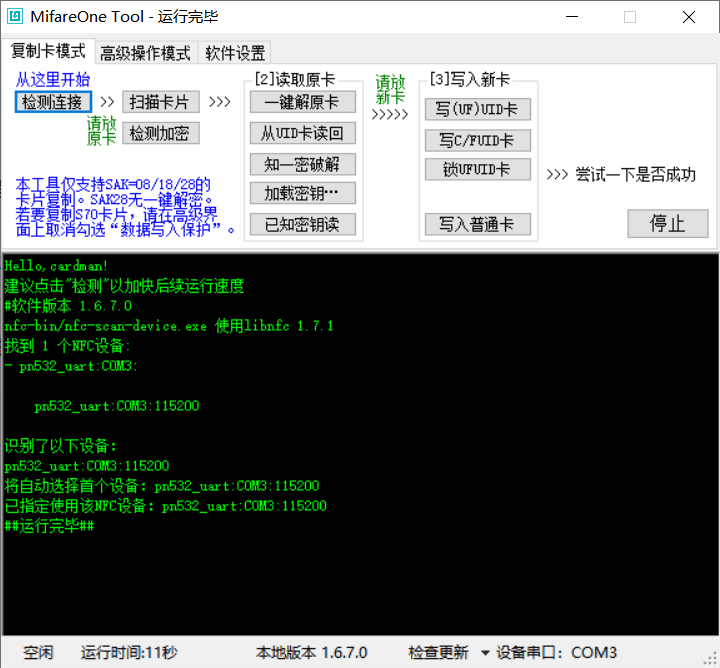 MifareOne Tool - 运行完毕
复制卡模式 高级操作模式 软件设置
从这里开始
检测连接 >> 扫描卡片 >>>
请放
原卡
检测加密
本工具仅支持SAK=08/18/28的
卡片复制。SAK28无一键解密。
若要复制S70卡片，请在高级界
面上取消勾选“数据写入保护”。
[2]读取原卡
一键解原卡
从UID卡读回
知一密破解
加载密钥…
已知密钥读
请放
新卡
>>>>>
[3]写入新卡
写(UF)UID卡
写C/FUID卡
锁UFUID卡
写入普通卡
>>> 尝试一下是否成功
停止
Hello,cardman!
建议点击"检测"以加快后续运行速度
#软件版本 1.6.7.0
nfc-bin/nfc-scan-device.exe 使用libnfc 1.7.1
找到 1 个NFC设备:
- pn532_uart:COM3:
pn532_uart:COM3:115200
识别了以下设备：
pn532_uart:COM3:115200
将自动选择首个设备：pn532_uart:COM3:115200
已指定使用该NFC设备：pn532_uart:COM3:115200
##运行完毕##
空闲 运行时间:11秒 本地版本 1.6.7.0 检查更新 设备串口： COM3